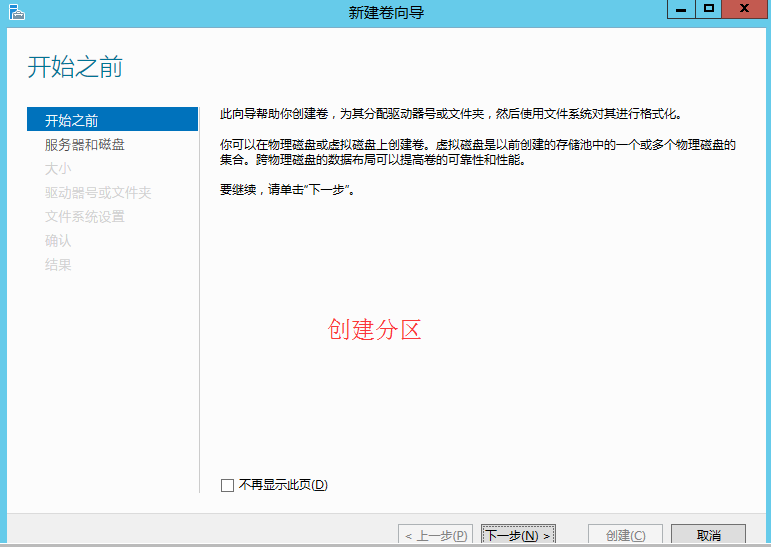 新建卷向导
开始之前
开始之前
服务器和磁盘
大小
驱动器号或文件夹
文件系统设置
确认
结果
此向导帮助你创建卷，为其分配驱动器号或文件夹，然后使用文件系统对其进行格式化。
你可以在物理磁盘或虚拟磁盘上创建卷。虚拟磁盘是以前创建的存储池中的一个或多个物理磁盘的
集合。跨物理磁盘的数据布局可以提高卷的可靠性和性能。
要继续，请单击"下一步"。
创建分区
不再显示此页(D)
< 上一步(P)
下一步(N) >
创建(C)
取消